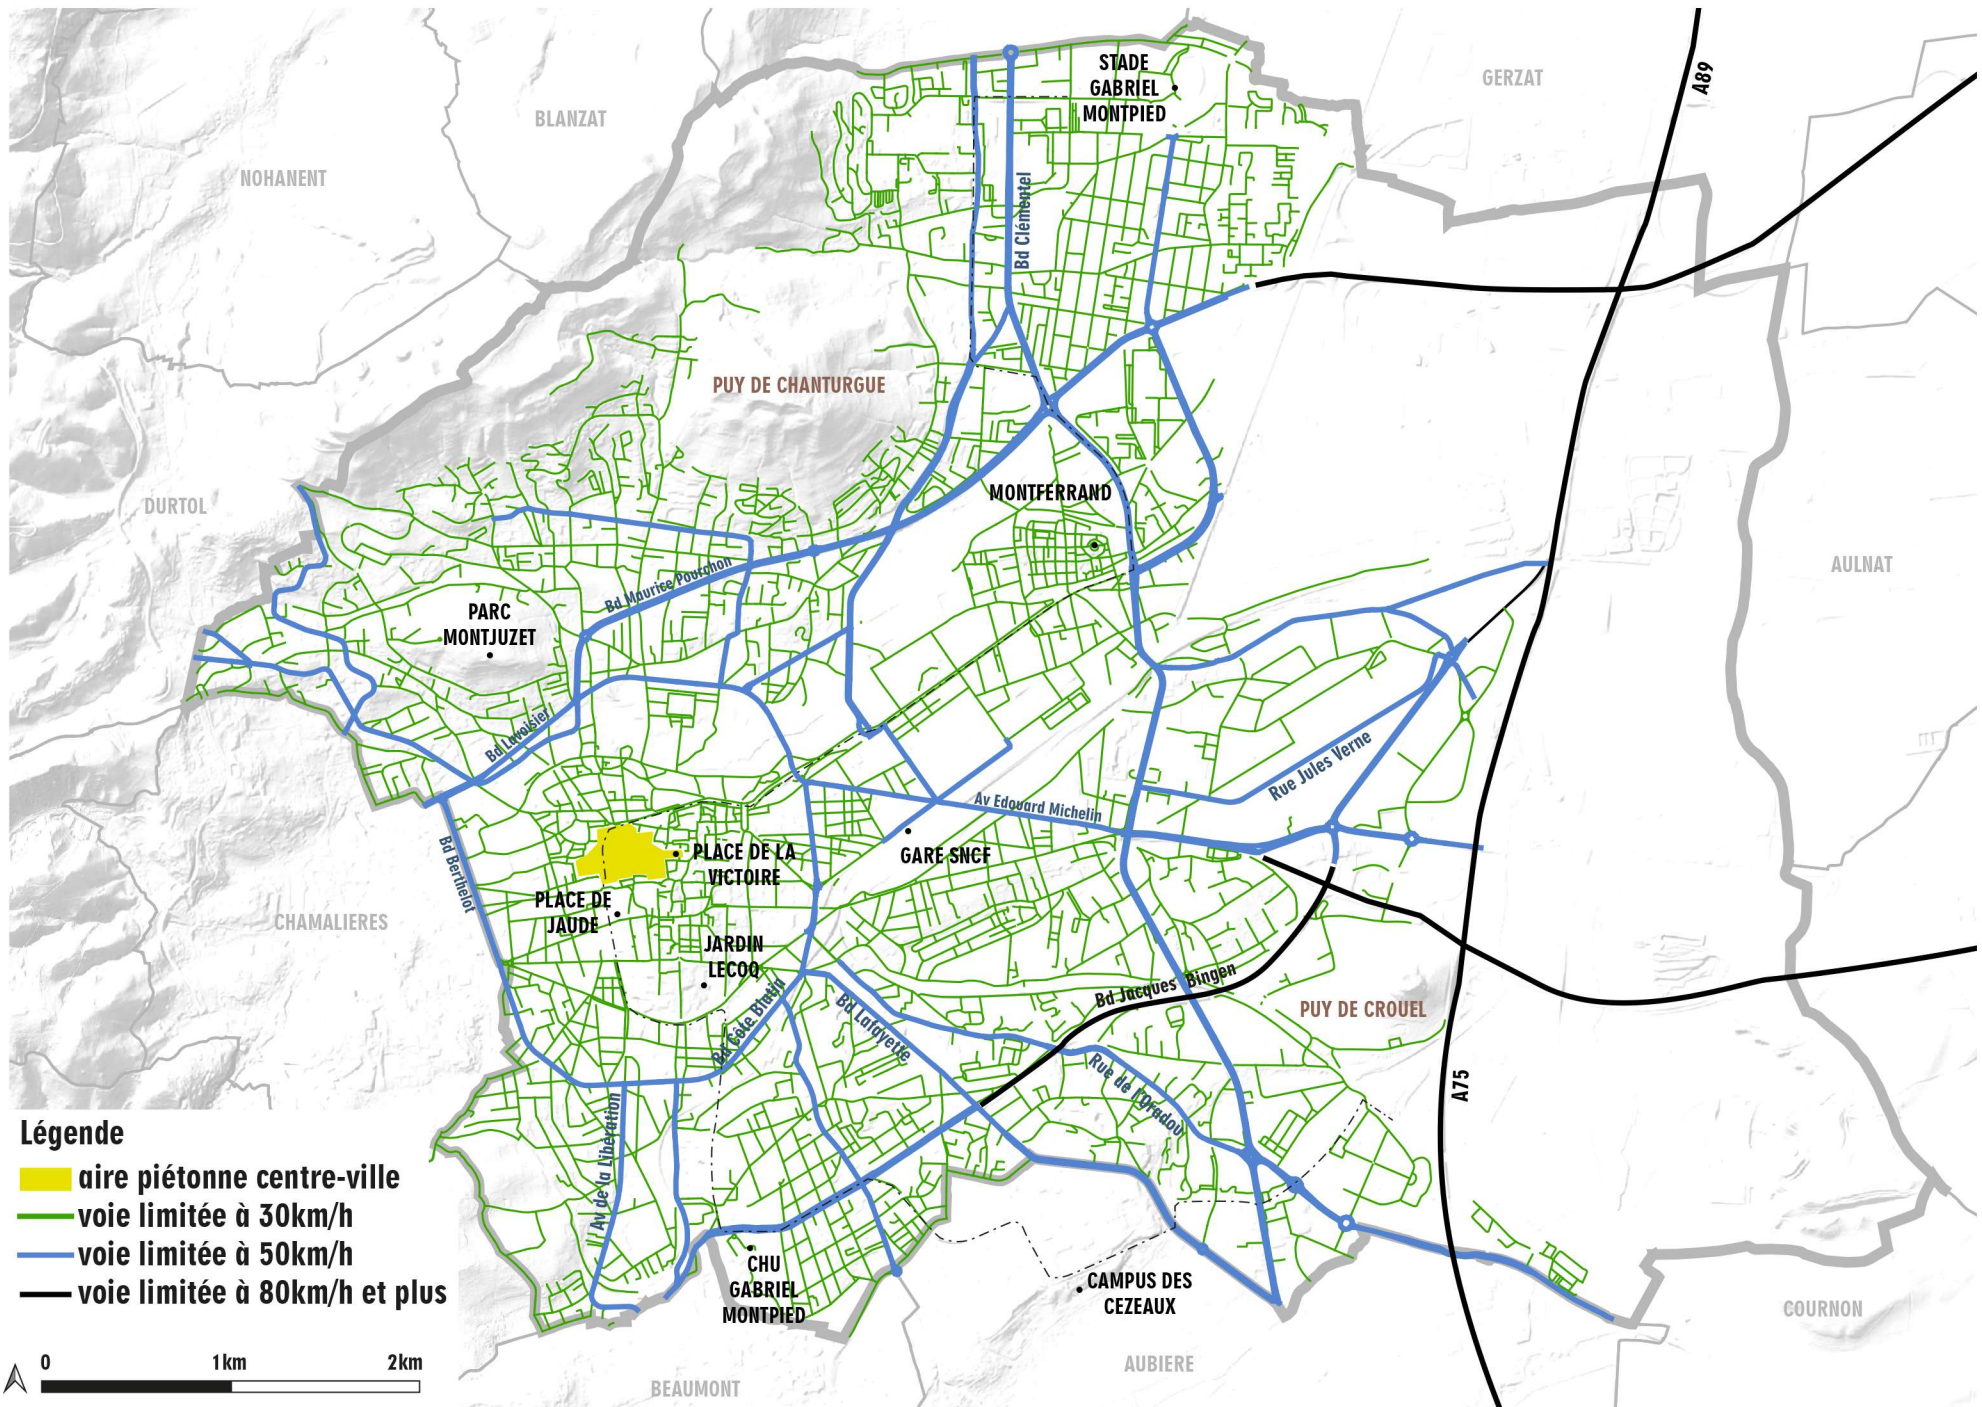 STADE
GABRIEL
MONTPIED
GERZAT
A89
BLANZAT
NOHANENT
Bd Clémentel
PUY DE CHANTURGUE
DURTOL
MONTFERRAND
AULNAT
Bd Maurice Pourchon
PARC
MONTJUZET
Bd Lavoisier
Rue Jules Verne
Av Edouard Michelin
Bd Berthelot
PLACE DE LA
VICTOIRE
GARE SNCF
PLACE DE
JAUDE
CHAMALIERES
JARDIN
LECOQ
Bd Jacques Bingen
PUY DE CROUEL
Bd Côte Blatin
Bd Lafayette
Rue de l'Oradou
A75
Av de la Libération
Légende
aire piétonne centre-ville
voie limitée à 30km/h
voie limitée à 50km/h
voie limitée à 80km/h et plus
CHU
GABRIEL
MONTPIED
CAMPUS DES
CEZEAUX
COURNON
AUBIERE
BEAUMONT
0 1km 2km